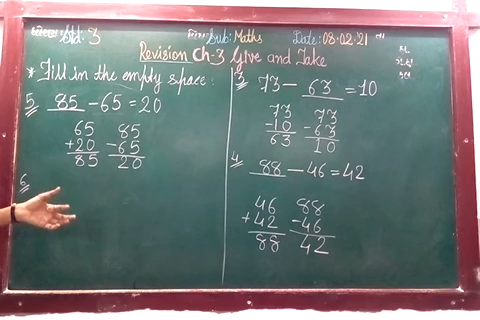 Std: 3 Sub: Maths Date: 08.02.21
Revision Ch-3 Give and Take
* Fill in the empty space:
5 85 - 65 = 20
65 85
+20 -65
85 20
6
3 73 - 63 = 10
73 73
-10 -63
63 10
4 88 - 46 = 42
46 88
+42 -46
88 42